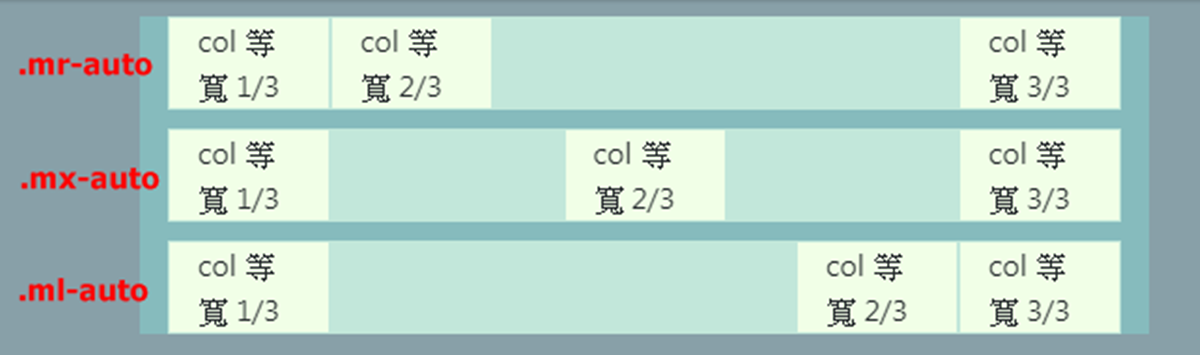 .mr-auto
col 等
寬 1/3
col 等
寬 2/3
col 等
寬 3/3
.mx-auto
col 等
寬 1/3
col 等
寬 2/3
col 等
寬 3/3
.ml-auto
col 等
寬 1/3
col 等
寬 2/3
col 等
寬 3/3